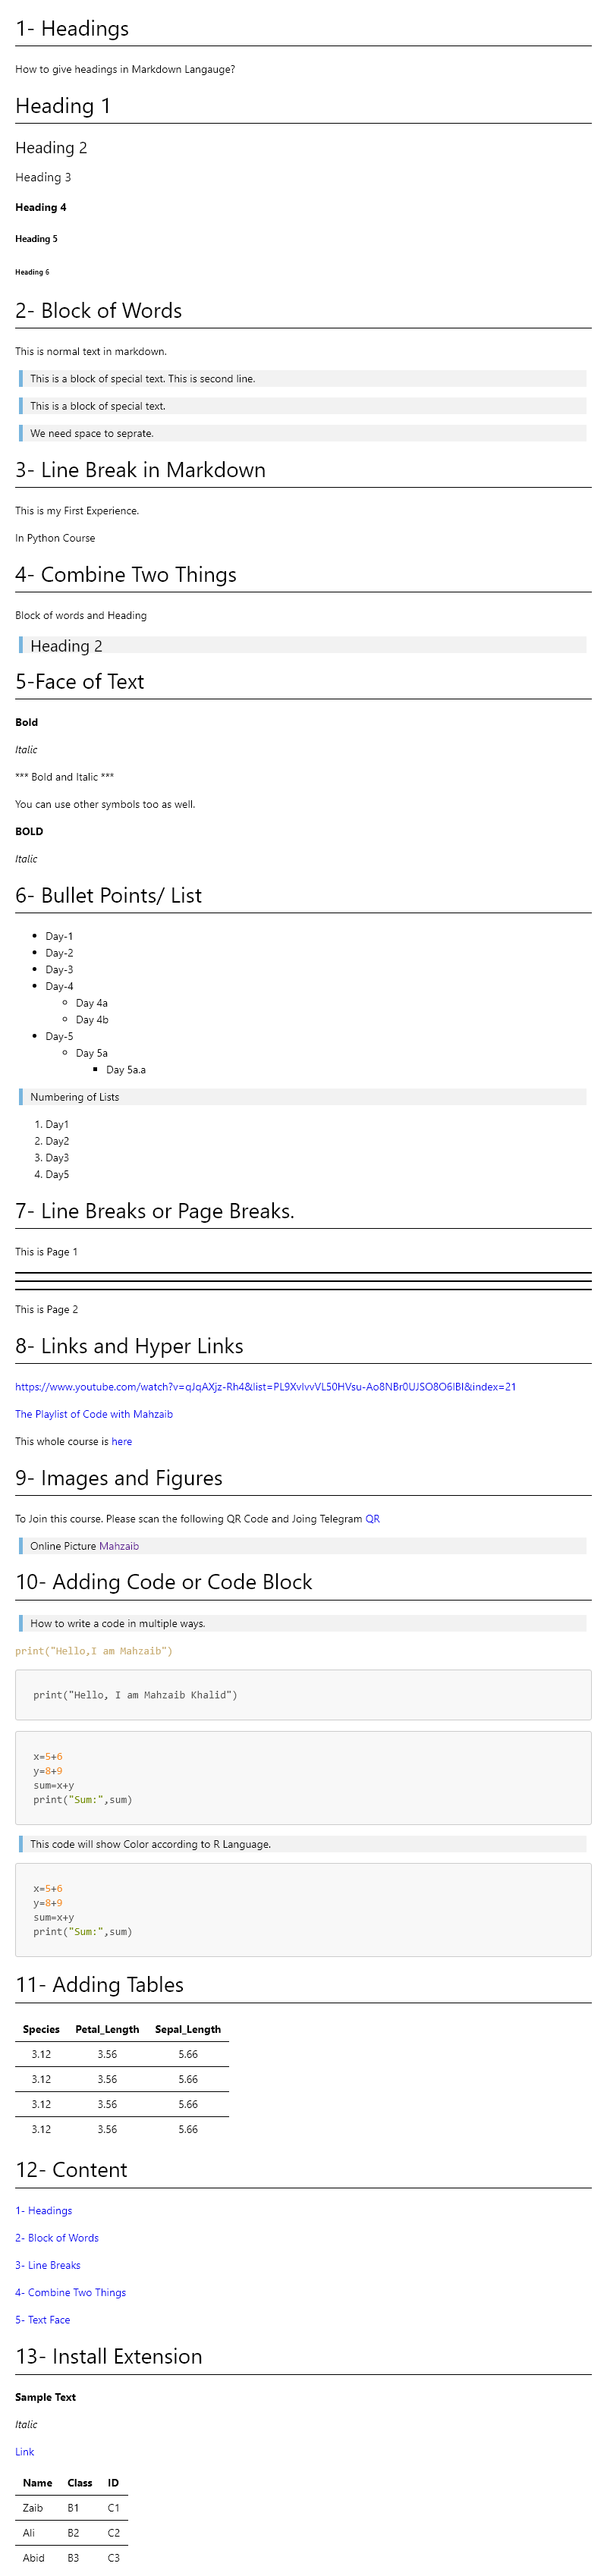 1- Headings
How to give headings in Markdown Langauge?
Heading 1
Heading 2
Heading 3
Heading 4
Heading 5
Heading 6
2- Block of Words
This is normal text in markdown.
This is a block of special text. This is second line.
This is a block of special text.
We need space to seprate.
3- Line Break in Markdown
This is my First Experience.
In Python Course
4- Combine Two Things
Block of words and Heading
Heading 2
5-Face of Text
Bold
Italic
*** Bold and Italic ***
You can use other symbols too as well.
BOLD
Italic
6- Bullet Points/ List
• Day-1
• Day-2
• Day-3
• Day-4
◦ Day 4a
◦ Day 4b
• Day-5
◦ Day 5a
▪ Day 5a.a
Numbering of Lists
1. Day1
2. Day2
3. Day3
4. Day5
7- Line Breaks or Page Breaks.
This is Page 1
This is Page 2
8- Links and Hyper Links
https://www.youtube.com/watch?v=qJqAXjz-Rh4&list=PL9XvIvvVL50HVsu-Ao8NBr0UJSO8O6lBI&index=21
The Playlist of Code with Mahzaib
This whole course is here
9- Images and Figures
To Join this course. Please scan the following QR Code and Joing Telegram QR
Online Picture Mahzaib
10- Adding Code or Code Block
How to write a code in multiple ways.
print("Hello,I am Mahzaib")
print("Hello, I am Mahzaib Khalid")
x=5+6
y=8+9
sum=x+y
print("Sum:",sum)
This code will show Color according to R Language.
x=5+6
y=8+9
sum=x+y
print("Sum:",sum)
11- Adding Tables
Species Petal_Length Sepal_Length
3.12 3.56 5.66
3.12 3.56 5.66
3.12 3.56 5.66
3.12 3.56 5.66
12- Content
1- Headings
2- Block of Words
3- Line Breaks
4- Combine Two Things
5- Text Face
13- Install Extension
Sample Text
Italic
Link
Name Class ID
Zaib B1 C1
Ali B2 C2
Abid B3 C3